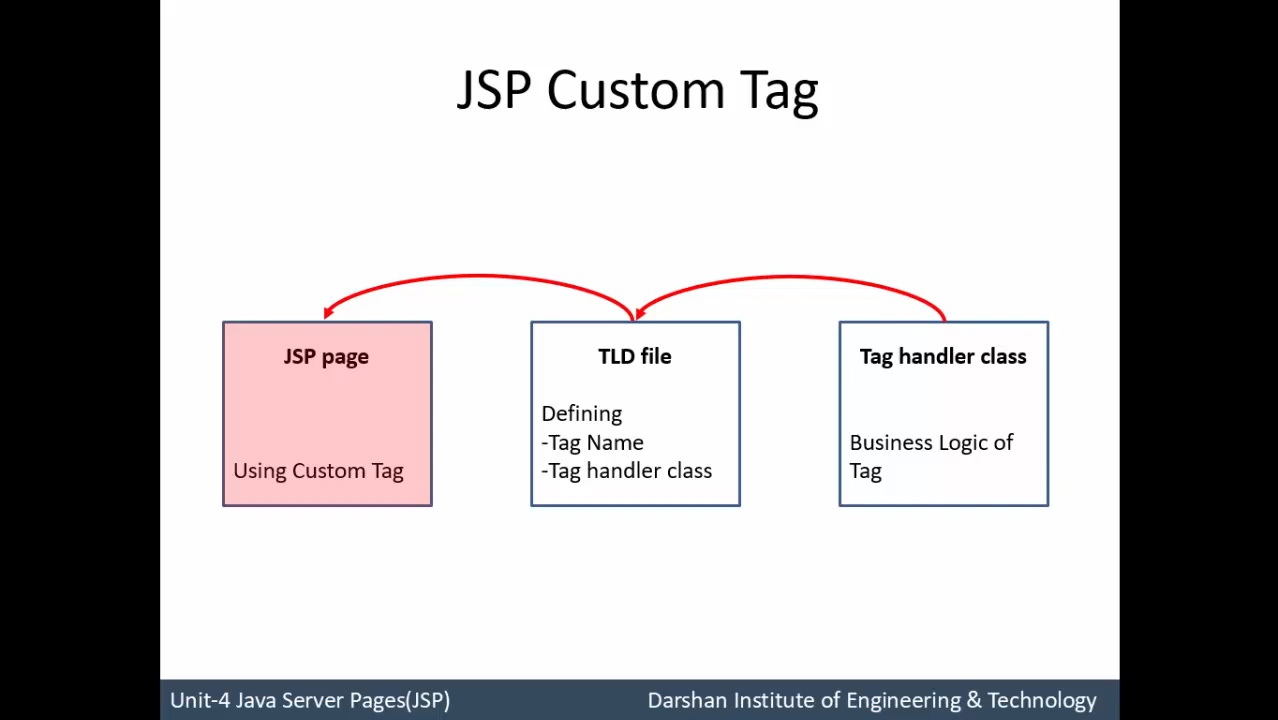 JSP Custom Tag
JSP page
Using Custom Tag
TLD file
Defining
-Tag Name
-Tag handler class
Tag handler class
Business Logic of
Tag
Unit-4 Java Server Pages(JSP)
Darshan Institute of Engineering & Technology